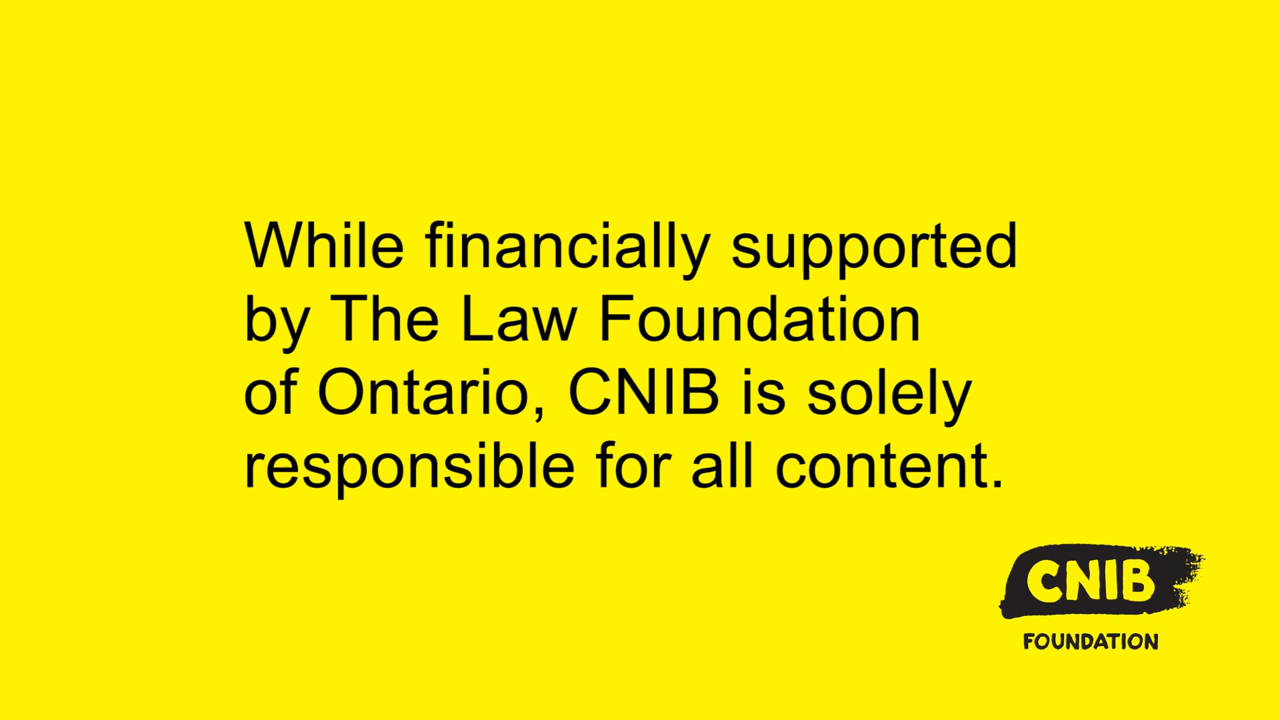 While financially supported
by The Law Foundation
of Ontario, CNIB is solely
responsible for all content.
CNIB
FOUNDATION